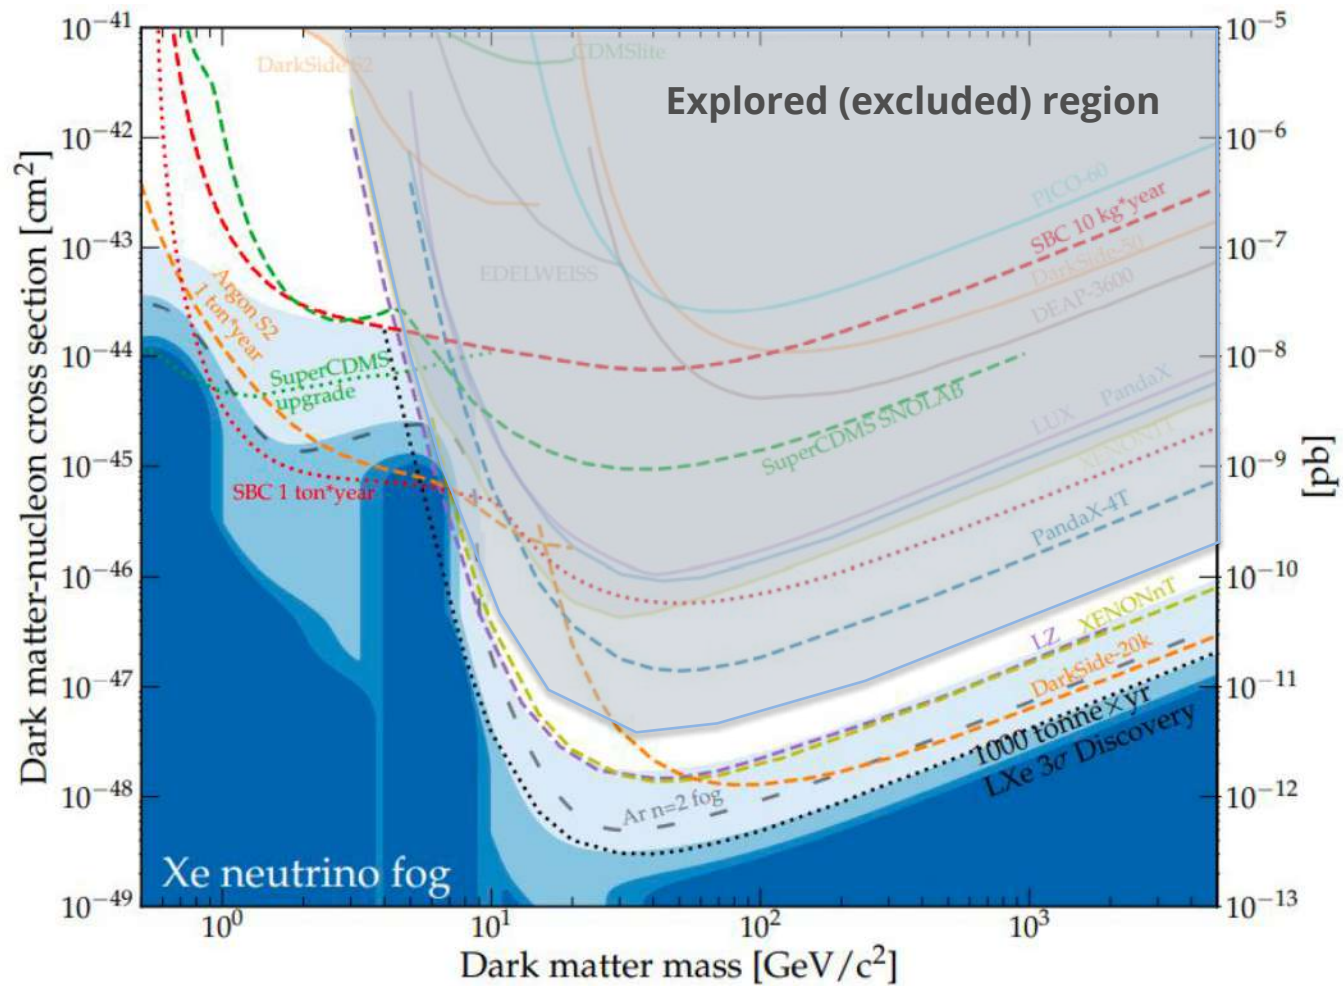 10⁻⁴¹
10⁻⁴²
10⁻⁴³
10⁻⁴⁴
10⁻⁴⁵
10⁻⁴⁶
10⁻⁴⁷
10⁻⁴⁸
10⁻⁴⁹
Dark matter-nucleon cross section [cm²]
DarkSide S2
CDMSlite
Explored (excluded) region
PICO-60
SBC 10 kg*year
DarkSide-50
DEAP-3600
EDELWEISS
Argon S2
1 ton*year
SuperCDMS
upgrade
SuperCDMS SNOLAB
LUX
PandaX
XENON1T
SBC 1 ton*year
PandaX-4T
LZ
XENONnT
DarkSide-20k
1000 tonne×yr
LXe 3σ Discovery
Ar n=2 fog
Xe neutrino fog
10⁻⁵
10⁻⁶
10⁻⁷
10⁻⁸
10⁻⁹
10⁻¹⁰
10⁻¹¹
10⁻¹²
10⁻¹³
[pb]
10⁰
10¹
10²
10³
Dark matter mass [GeV/c²]